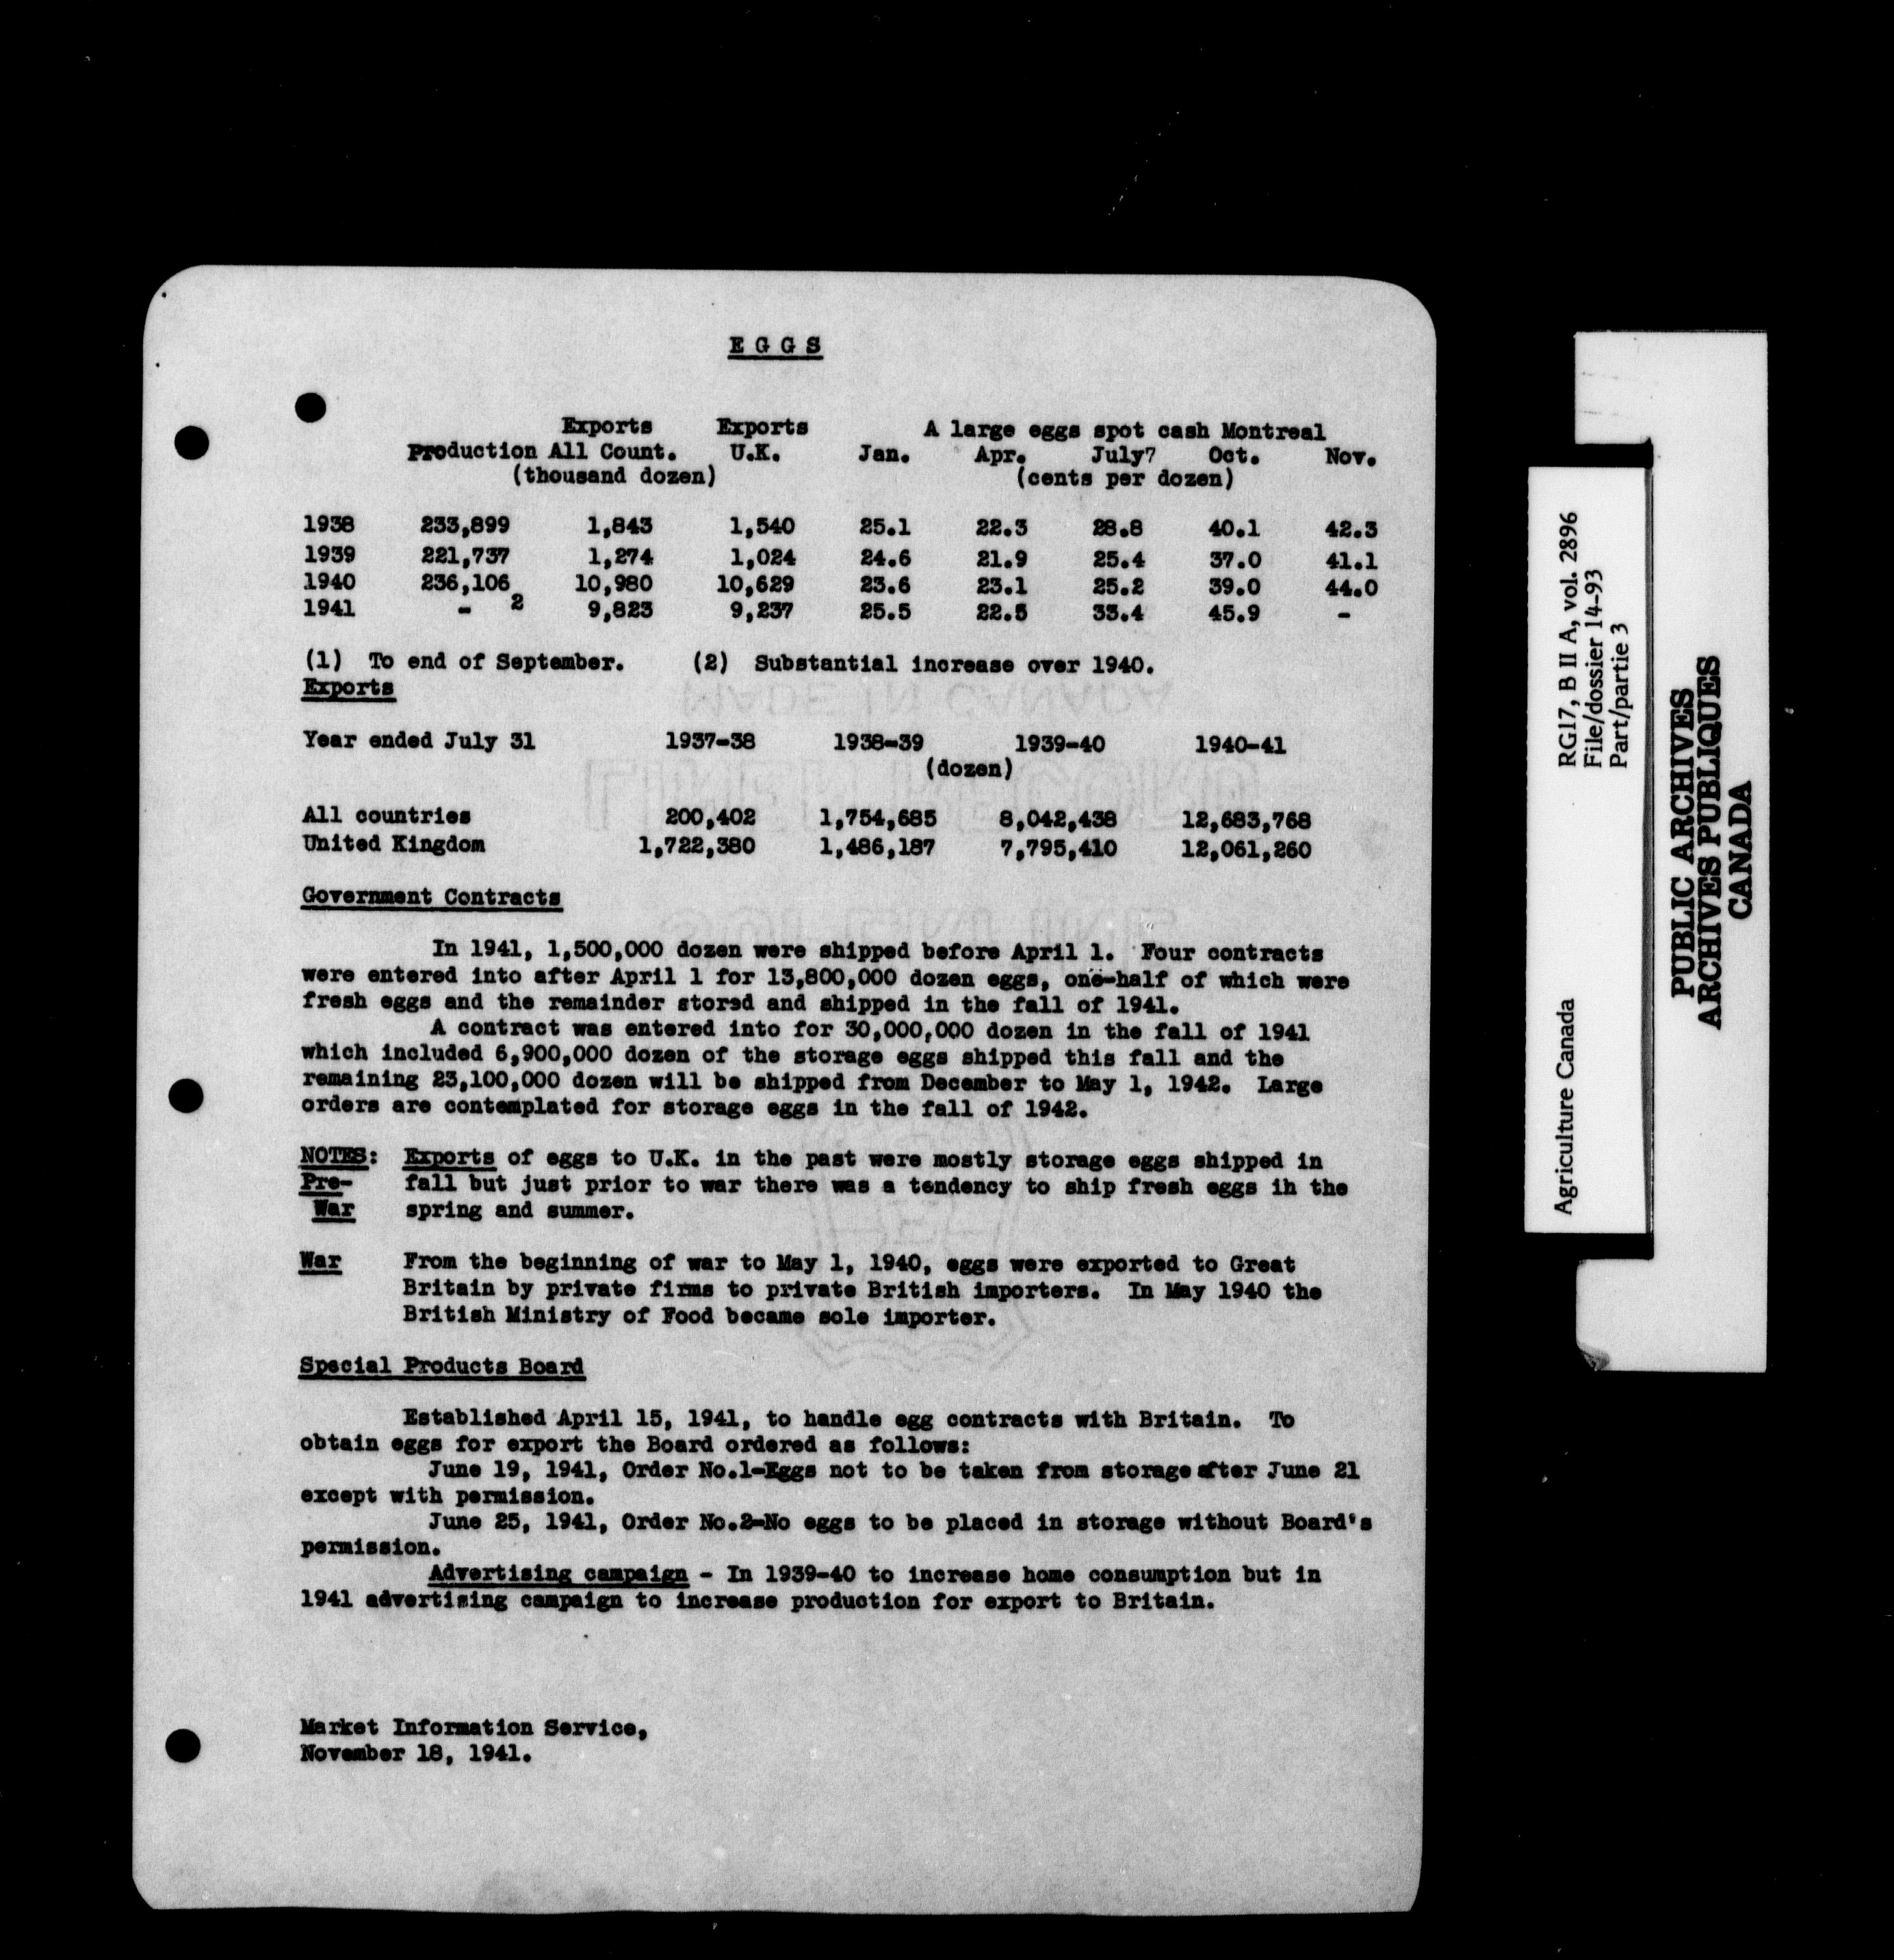 EGGS
Exports Exports A large eggs spot cash Montreal
Production All Count. U.K. Jan. Apr. July7 Oct. Nov.
(thousand dozen) (cents per dozen)
1938 233,899 1,843 1,540 25.1 22.3 28.8 40.1 42.3
1939 221,737 1,274 1,024 24.6 21.9 25.4 37.0 41.1
1940 236,106 10,980 10,629 23.6 23.1 25.2 39.0 44.0
1941 - 2 9,823 9,237 25.5 22.5 33.4 45.9 -
(1) To end of September. (2) Substantial increase over 1940.
Exports
Year ended July 31 1937-38 1938-39 1939-40 1940-41
(dozen)
All countries 200,402 1,754,685 8,042,438 12,683,768
United Kingdom 1,722,380 1,486,187 7,795,410 12,061,260
Government Contracts
In 1941, 1,500,000 dozen were shipped before April 1. Four contracts
were entered into after April 1 for 13,800,000 dozen eggs, one-half of which were
fresh eggs and the remainder stored and shipped in the fall of 1941.
A contract was entered into for 30,000,000 dozen in the fall of 1941
which included 6,900,000 dozen of the storage eggs shipped this fall and the
remaining 23,100,000 dozen will be shipped from December to May 1, 1942. Large
orders are contemplated for storage eggs in the fall of 1942.
NOTES: Exports of eggs to U.K. in the past were mostly storage eggs shipped in
Pre- fall but just prior to war there was a tendency to ship fresh eggs ih the
War spring and summer.
War From the beginning of war to May 1, 1940, eggs were exported to Great
Britain by private firms to private British importers. In May 1940 the
British Ministry of Food became sole importer.
Special Products Board
Established April 15, 1941, to handle egg contracts with Britain. To
obtain eggs for export the Board ordered as follows:
June 19, 1941, Order No.1-Eggs not to be taken from storage after June 21
except with permission.
June 25, 1941, Order No.2-No eggs to be placed in storage without Board's
permission.
Advertising campaign - In 1939-40 to increase home consumption but in
1941 advertising campaign to increase production for export to Britain.
Market Information Service,
November 18, 1941.
Agriculture Canada
RG17, B II A, vol. 2896
File/dossier 14-93
Part/partie 3
PUBLIC ARCHIVES
ARCHIVES PUBLIQUES
CANADA